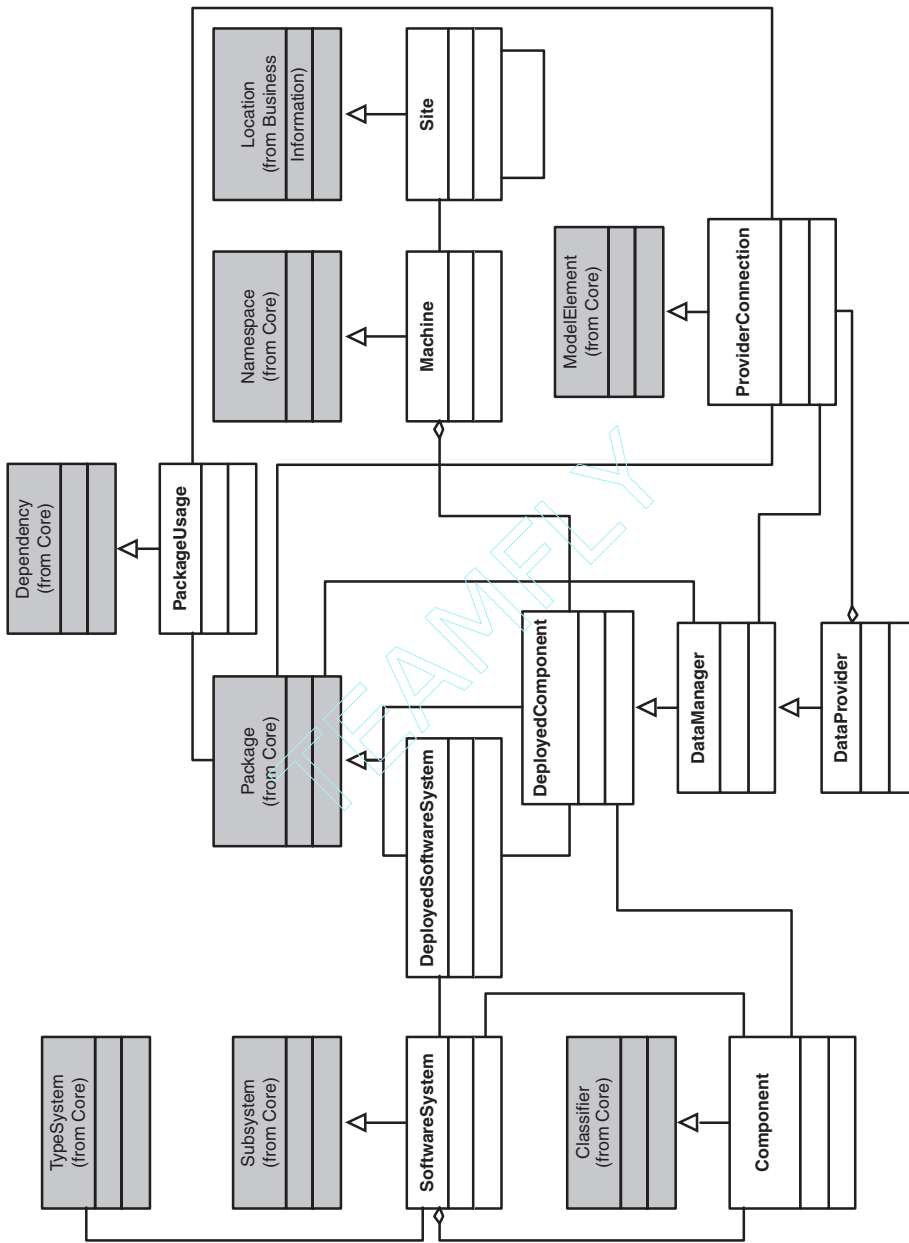 TypeSystem
(from Core)
Subsystem
(from Core)
SoftwareSystem
Classifier
(from Core)
Component
Package
(from Core)
DeployedSoftwareSystem
DeployedComponent
DataManager
DataProvider
Dependency
(from Core)
PackageUsage
Namespace
(from Core)
Machine
ModelElement
(from Core)
ProviderConnection
Location
(from Business
Information)
Site
TEAMFLY